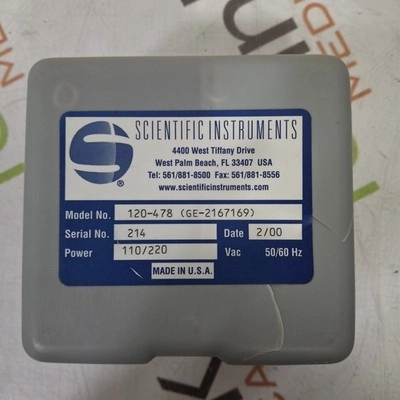 SCIENTIFIC INSTRUMENTS
4400 West Tiffany Drive
West Palm Beach, FL 33407 USA
Tel: 561/881-8500 Fax: 561/881-8556
www.scientificinstruments.com
S
®
Model No. 120-478 (GE-2167169)
Serial No. 214 Date 2/00
Power 110/220 Vac 50/60 Hz
MADE IN U.S.A.